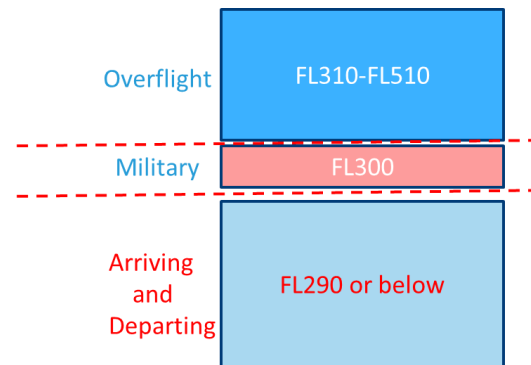 Overflight FL310-FL510
Military FL300
Arriving
and
Departing
FL290 or below